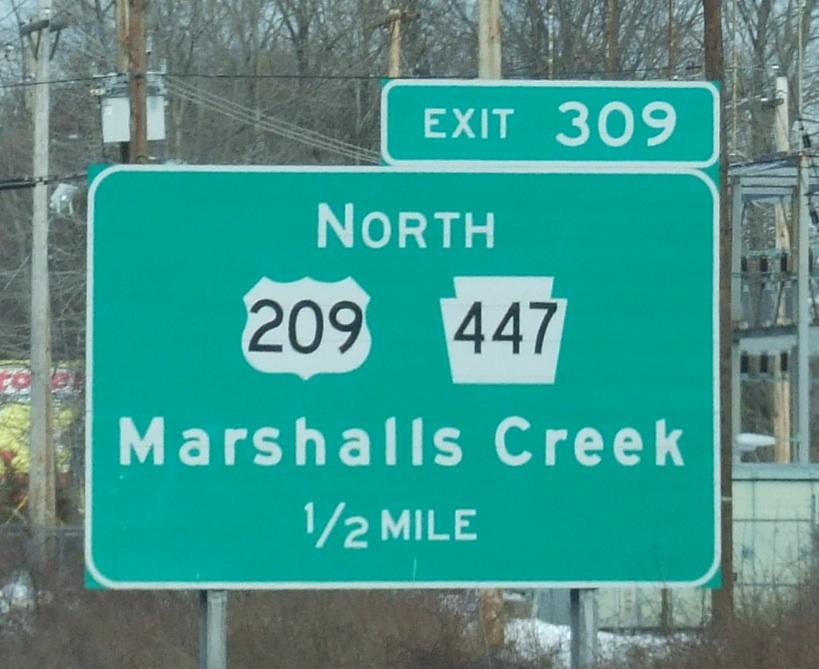 EXIT 309
NORTH
209 447
Marshalls Creek
1/2 MILE